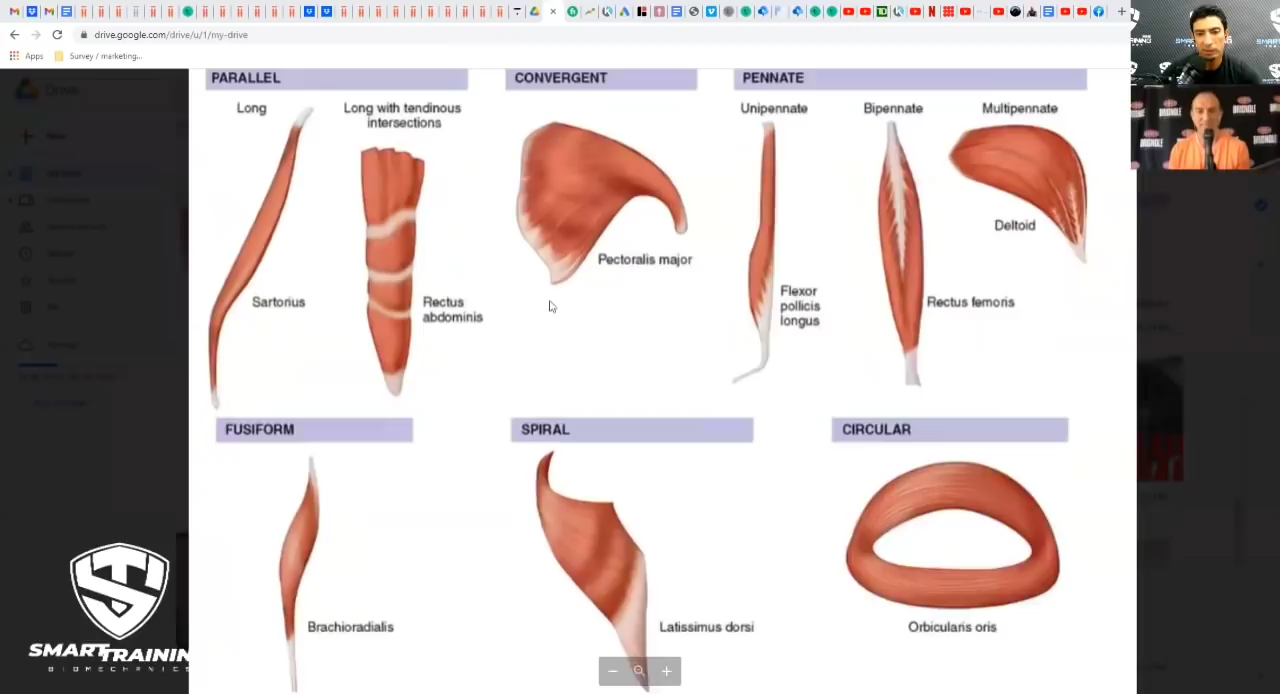 drive.google.com/drive/u/1/my-drive
Apps
Survey / marketing...
Drive
PARALLEL
CONVERGENT
PENNATE
Long
Long with tendinous
intersections
Unipennate
Bipennate
Multipennate
Deltoid
Pectoralis major
Sartorius
Rectus
abdominis
Flexor
pollicis
longus
Rectus femoris
FUSIFORM
SPIRAL
CIRCULAR
Brachioradialis
Latissimus dorsi
Orbicularis oris
SMART TRAINING
BIOMECHANICS